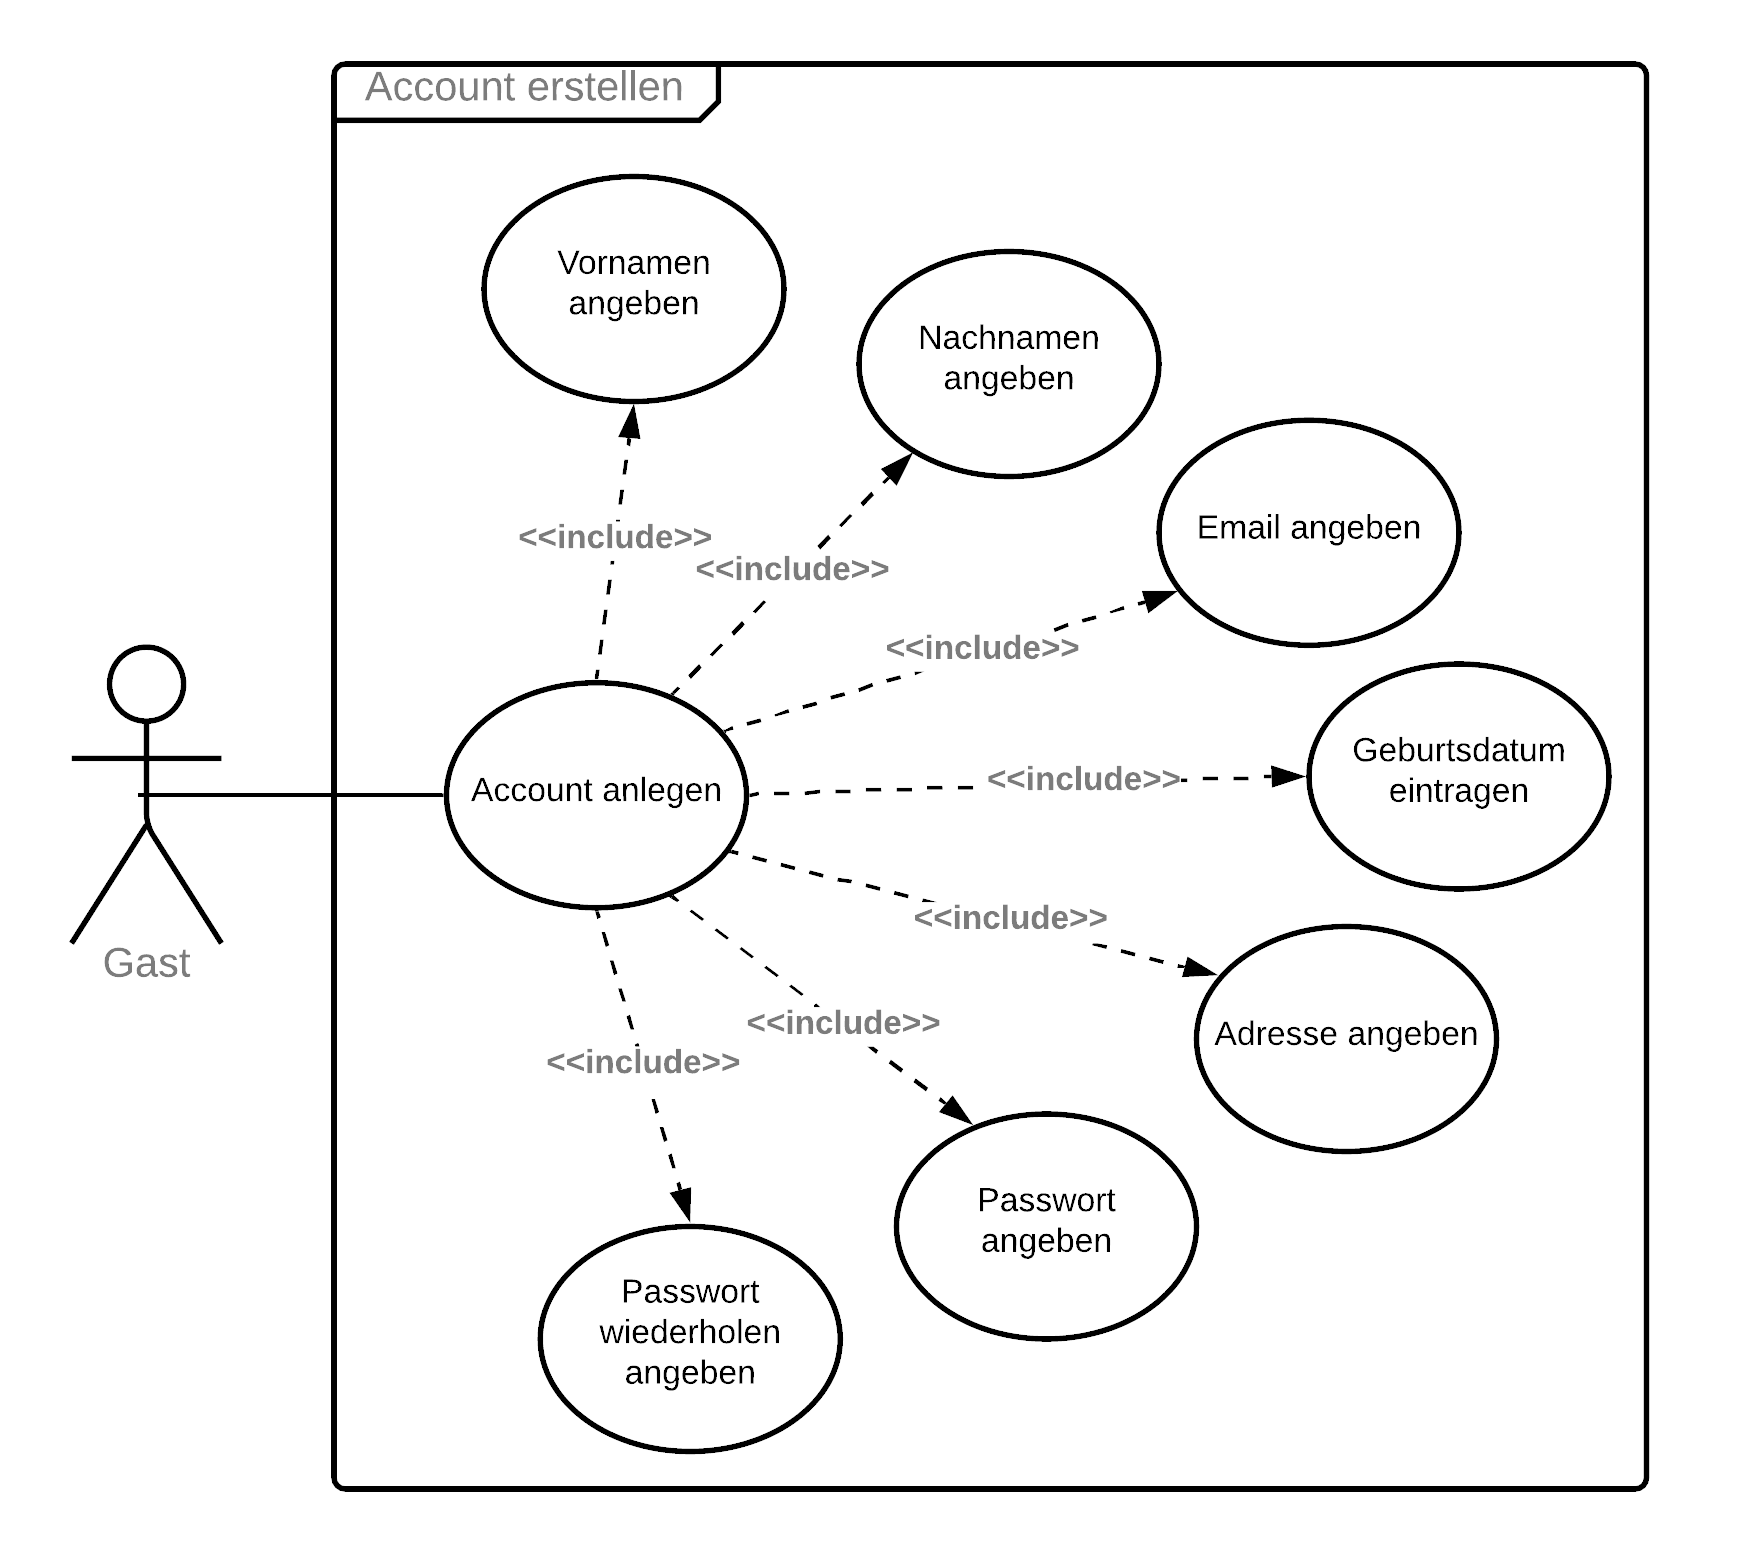 Account erstellen
Vornamen
angeben
Nachnamen
angeben
Email angeben
<<include>>
<<include>>
<<include>>
Geburtsdatum
eintragen
<<include>>
Account anlegen
<<include>>
Gast
Adresse angeben
<<include>>
<<include>>
Passwort
angeben
Passwort
wiederholen
angeben